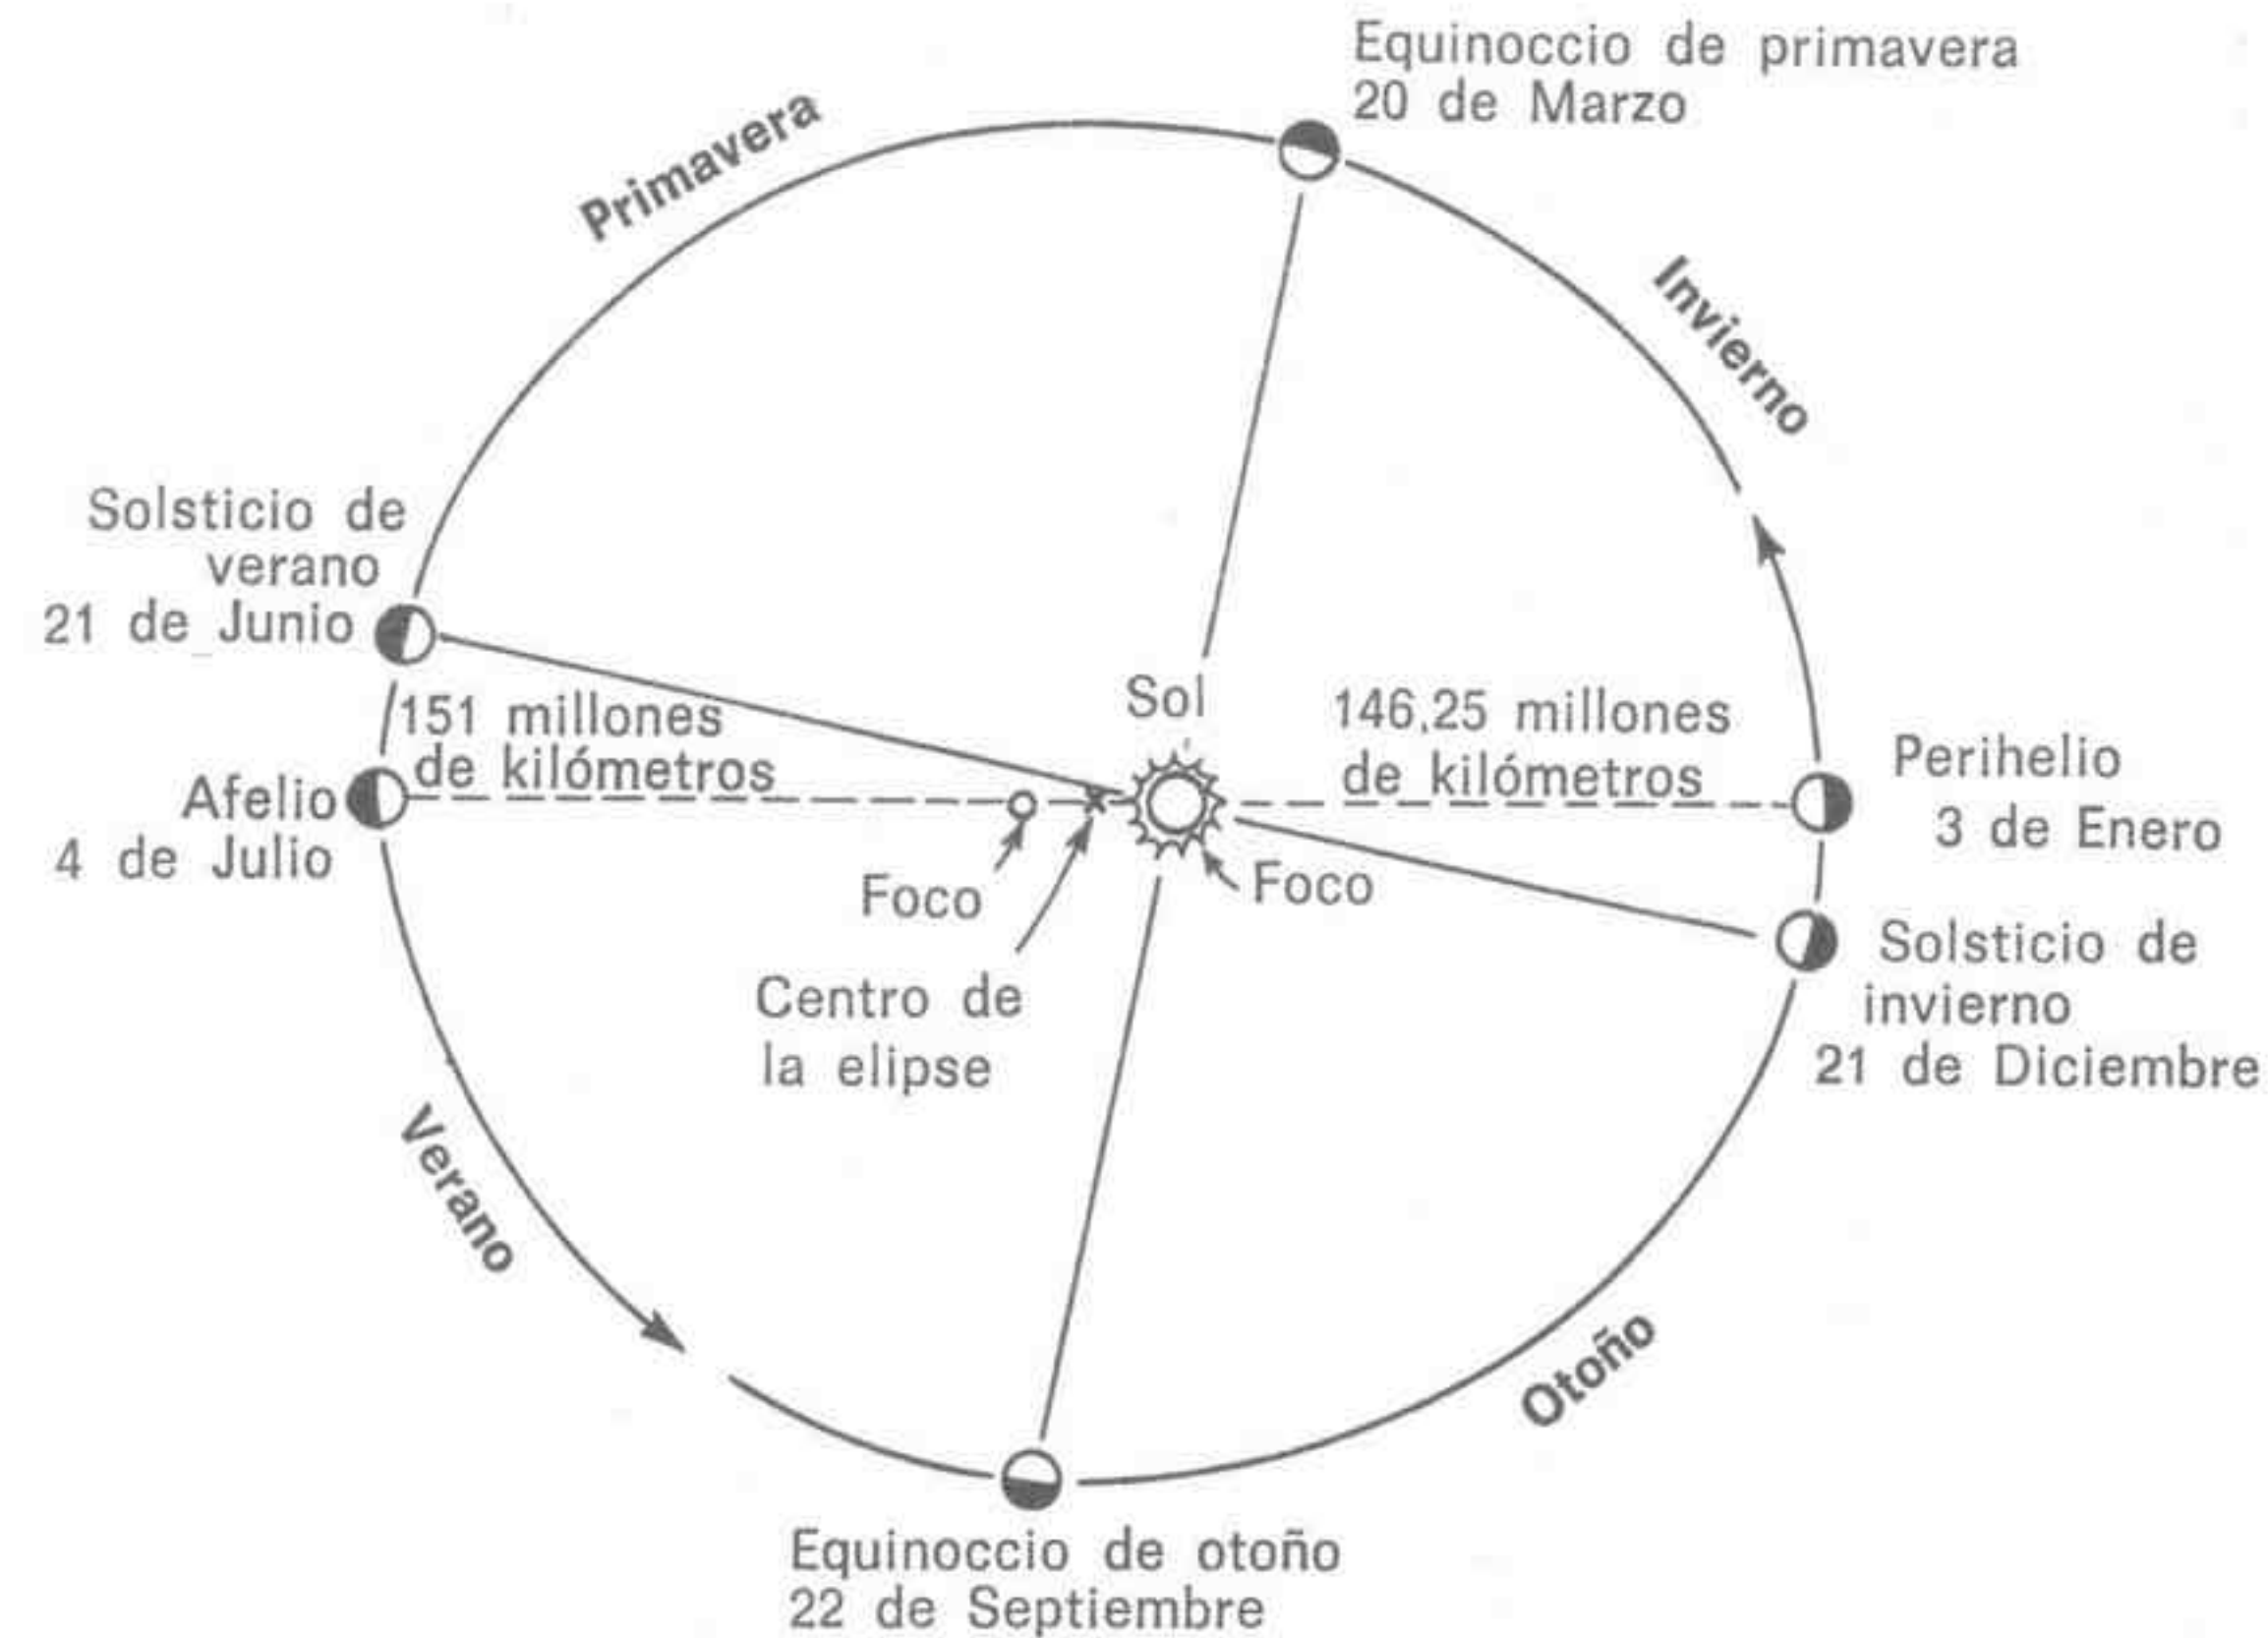 Equinoccio de primavera
20 de Marzo
Primavera
Invierno
Solsticio de
verano
21 de Junio
151 millones
de kilómetros
Sol
146,25 millones
de kilómetros
Afelio
4 de Julio
Perihelio
3 de Enero
Foco
Foco
Centro de
la elipse
Solsticio de
invierno
21 de Diciembre
Verano
Otoño
Equinoccio de otoño
22 de Septiembre